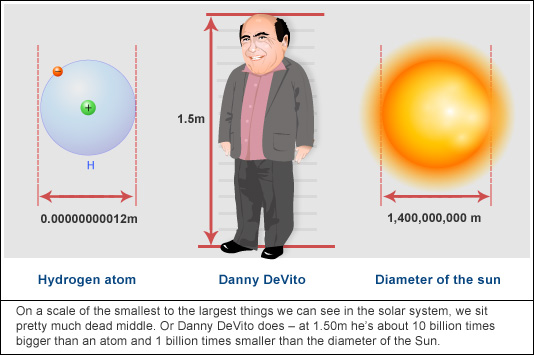 +
H
1.5m
0.00000000012m
1,400,000,000 m
Hydrogen atom
Danny DeVito
Diameter of the sun
On a scale of the smallest to the largest things we can see in the solar system, we sit
pretty much dead middle. Or Danny DeVito does – at 1.50m he's about 10 billion times
bigger than an atom and 1 billion times smaller than the diameter of the Sun.